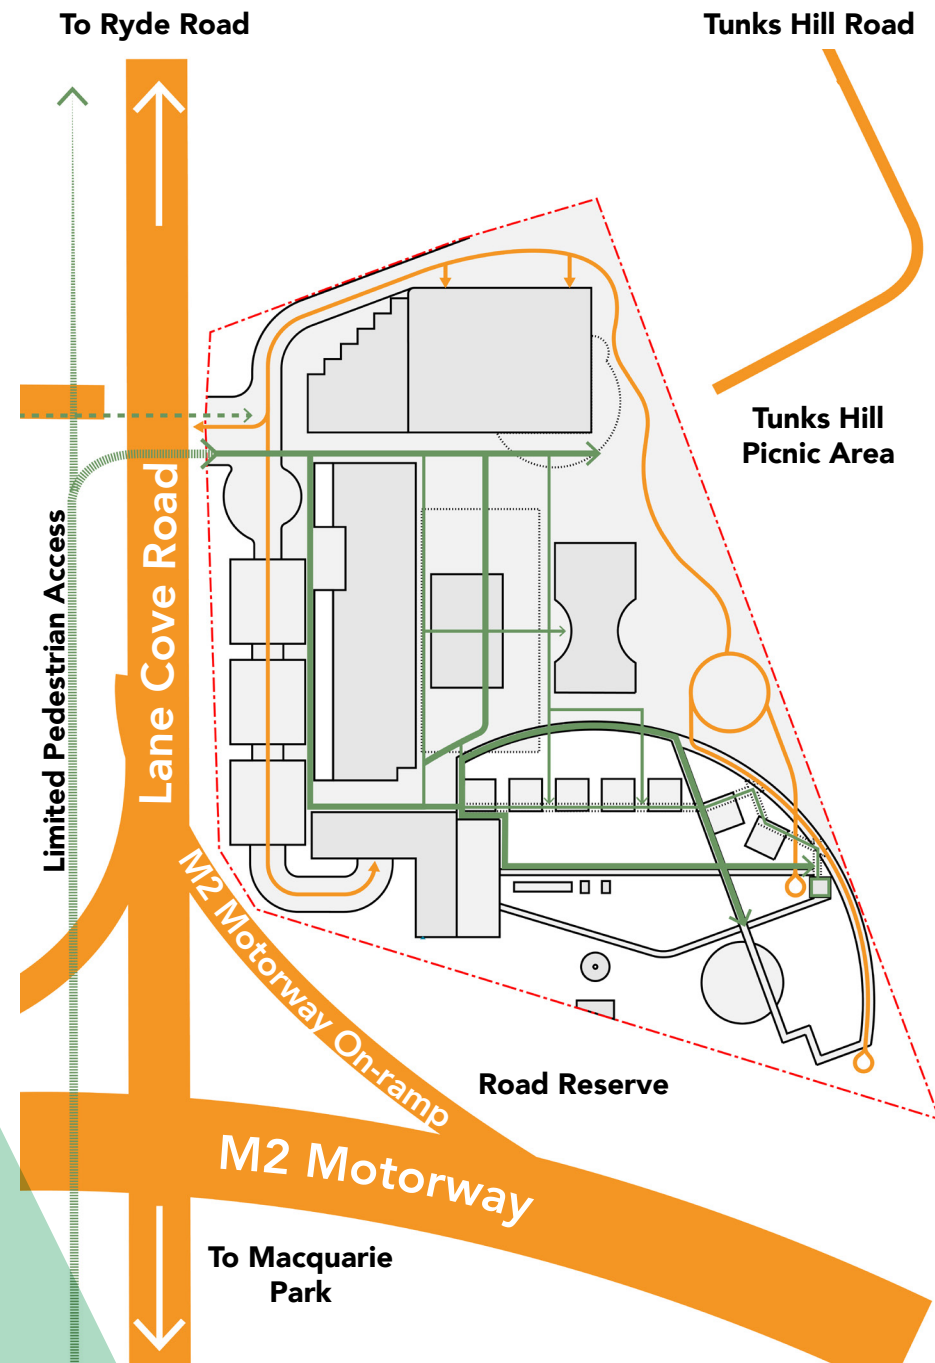 To Ryde Road
Tunks Hill Road
Tunks Hill
Picnic Area
Lane Cove Road
Limited Pedestrian Access
M2 Motorway On-ramp
Road Reserve
M2 Motorway
To Macquarie
Park